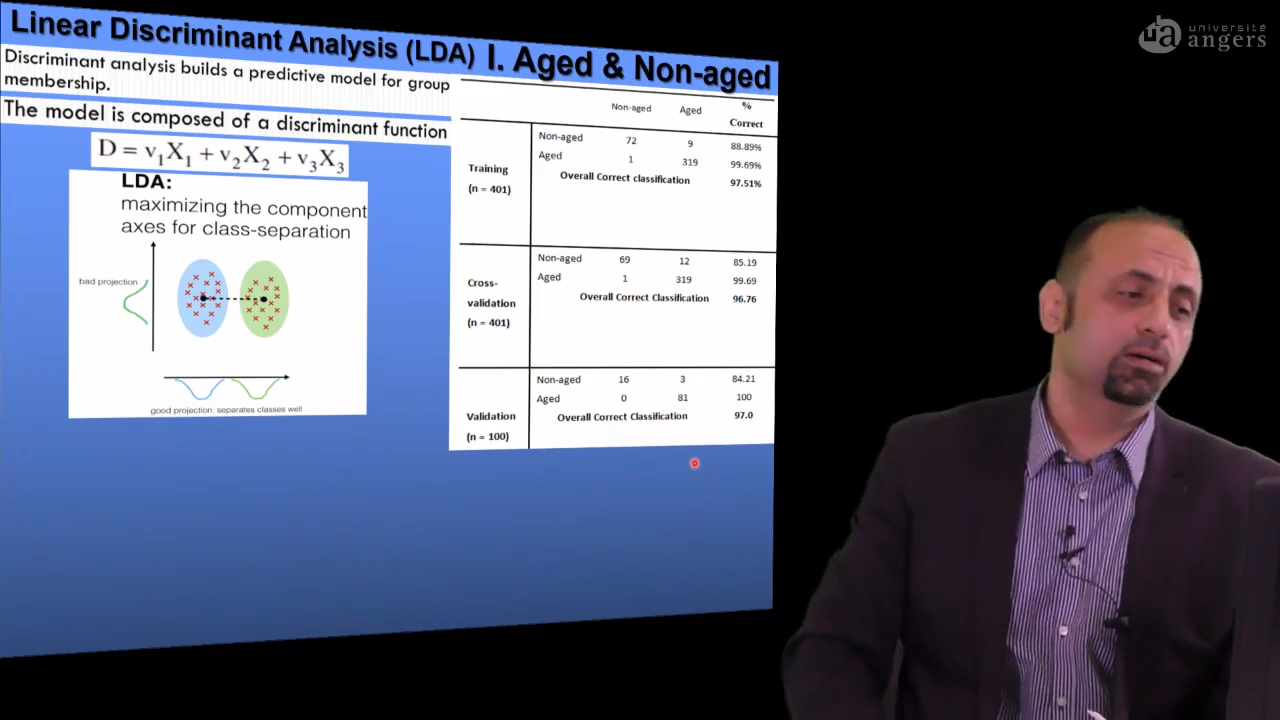 Linear Discriminant Analysis (LDA) I. Aged & Non-aged
Discriminant analysis builds a predictive model for group
membership.
The model is composed of a discriminant function
D = v₁X₁ + v₂X₂ + v₃X₃
LDA:
maximizing the component
axes for class-separation
bad projection
good projection: separates classes well
Non-aged Aged % Correct
Training
(n = 401)
Non-aged 72 9 88.89%
Aged 1 319 99.69%
Overall Correct classification 97.51%
Cross-
validation
(n = 401)
Non-aged 69 12 85.19
Aged 1 319 99.69
Overall Correct Classification 96.76
Validation
(n = 100)
Non-aged 16 3 84.21
Aged 0 81 100
Overall Correct Classification 97.0
ua université
angers